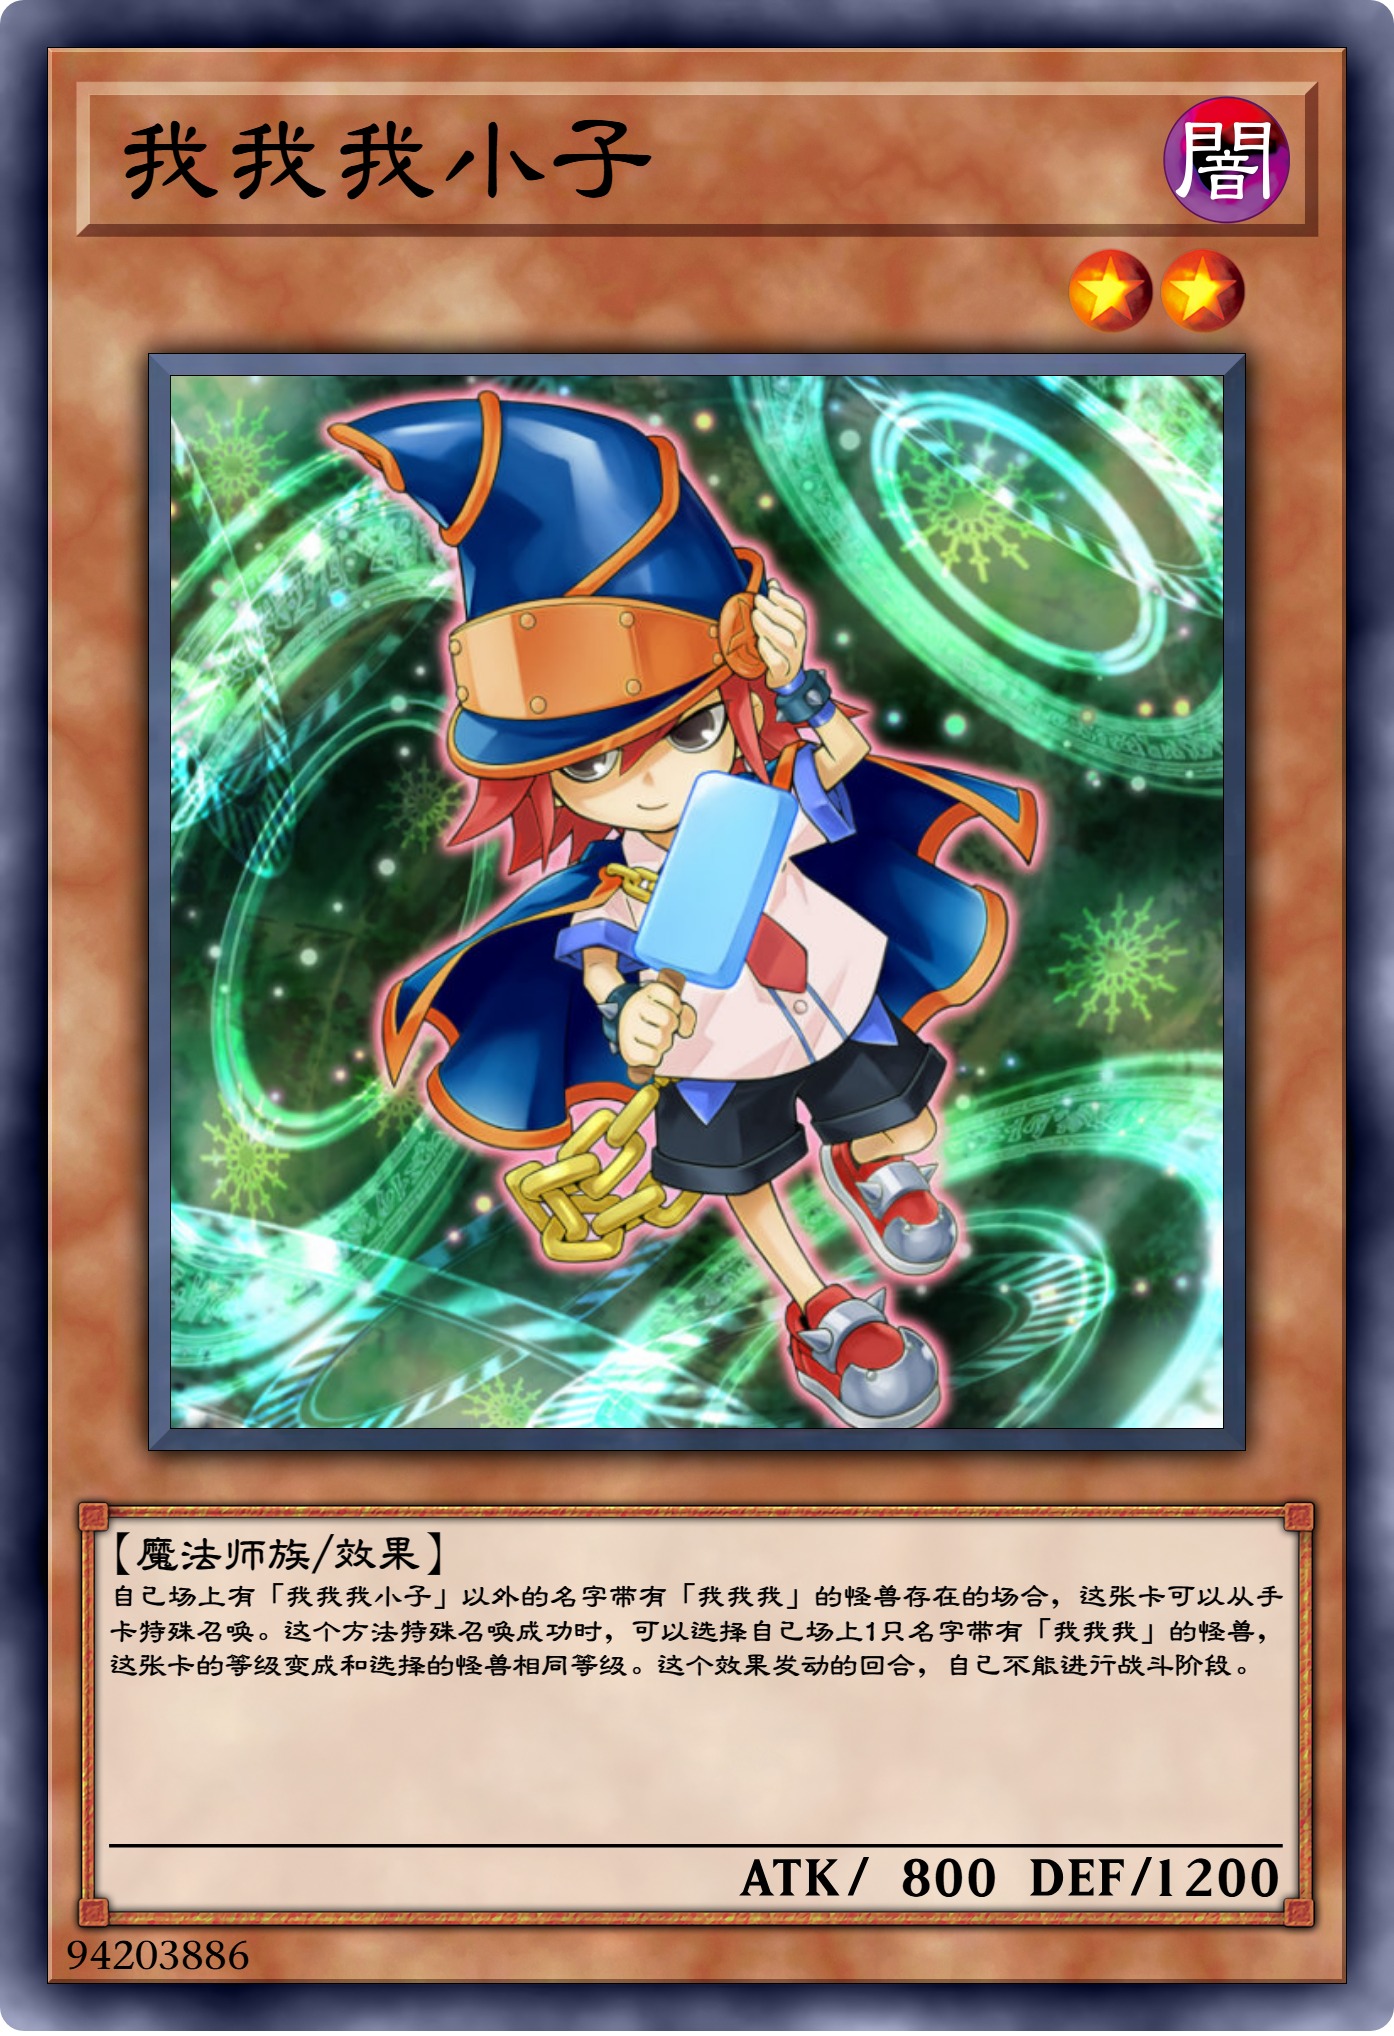 我我我小子
闇
【魔法师族/效果】
自己场上有「我我我小子」以外的名字带有「我我我」的怪兽存在的场合，这张卡可以从手
卡特殊召唤。这个方法特殊召唤成功时，可以选择自己场上1只名字带有「我我我」的怪兽，
这张卡的等级变成和选择的怪兽相同等级。这个效果发动的回合，自己不能进行战斗阶段。
ATK/ 800 DEF/1200
94203886